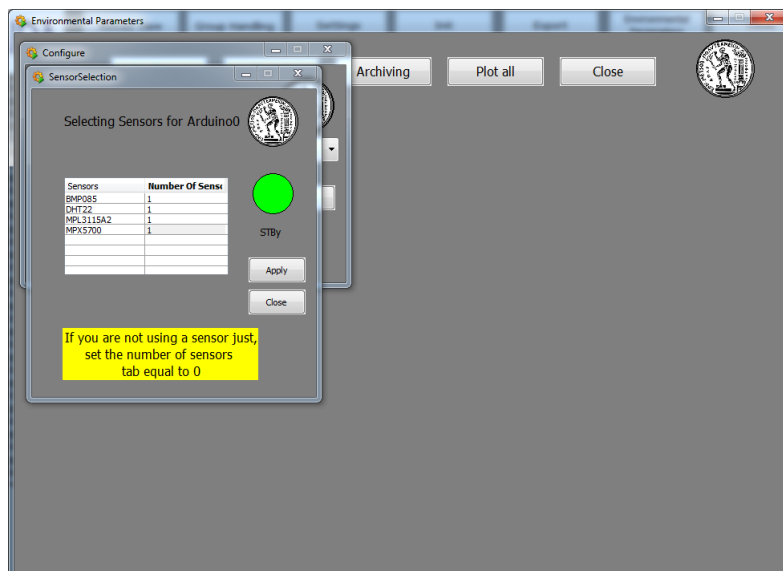 Environmental Parameters
Configure
SensorSelection
Archiving
Plot all
Close
Selecting Sensors for Arduino0
Sensors Number Of Sens
BMP085 1
DHT22 1
MPL3115A2 1
MPX5700 1
STBy
Apply
Close
If you are not using a sensor just,
set the number of sensors
tab equal to 0